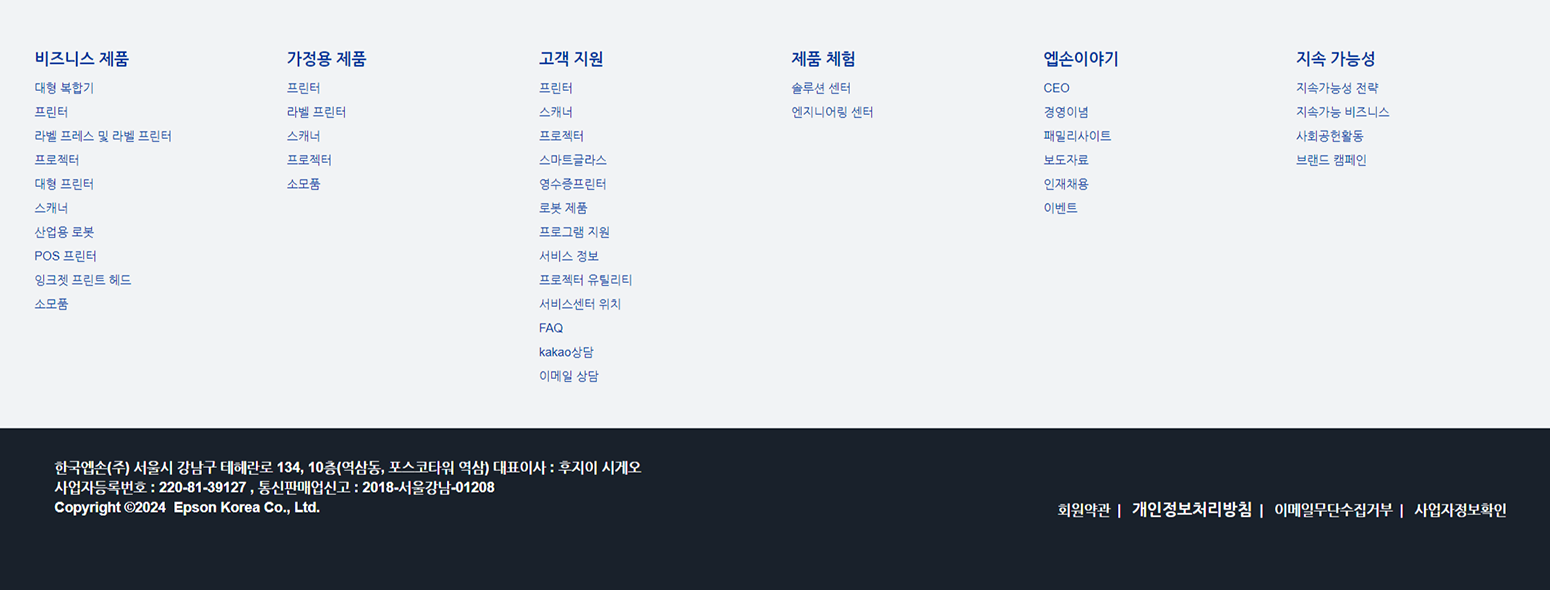 비즈니스 제품
대형 복합기
프린터
라벨 프레스 및 라벨 프린터
프로젝터
대형 프린터
스캐너
산업용 로봇
POS 프린터
잉크젯 프린트 헤드
소모품
가정용 제품
프린터
라벨 프린터
스캐너
프로젝터
소모품
고객 지원
프린터
스캐너
프로젝터
스마트글라스
영수증프린터
로봇 제품
프로그램 지원
서비스 정보
프로젝터 유틸리티
서비스센터 위치
FAQ
kakao상담
이메일 상담
제품 체험
솔루션 센터
엔지니어링 센터
엡손이야기
CEO
경영이념
패밀리사이트
보도자료
인재채용
이벤트
지속 가능성
지속가능성 전략
지속가능 비즈니스
사회공헌활동
브랜드 캠페인
한국엡손(주) 서울시 강남구 테헤란로 134, 10층(역삼동, 포스코타워 역삼) 대표이사 : 후지이 시게오
사업자등록번호 : 220-81-39127 , 통신판매업신고 : 2018-서울강남-01208
Copyright ©2024 Epson Korea Co., Ltd.
회원약관 | 개인정보처리방침 | 이메일무단수집거부 | 사업자정보확인